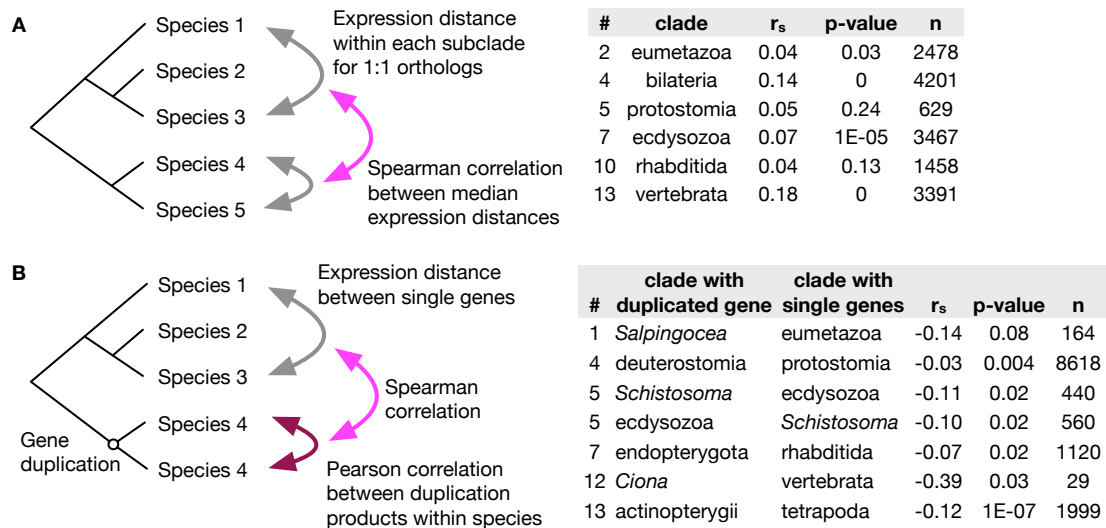 A
Species 1
Species 2
Species 3
Species 4
Species 5
Expression distance
within each subclade
for 1:1 orthologs
Spearman correlation
between median
expression distances
# clade rs p-value n
2 eumetazoa 0.04 0.03 2478
4 bilateria 0.14 0 4201
5 protostomia 0.05 0.24 629
7 ecdysozoa 0.07 1E-05 3467
10 rhabditida 0.04 0.13 1458
13 vertebrata 0.18 0 3391
B
Species 1
Species 2
Species 3
Species 4
Species 4
Gene
duplication
Expression distance
between single genes
Spearman
correlation
Pearson correlation
between duplication
products within species
clade with clade with
# duplicated gene single genes rs p-value n
1 Salpingocea eumetazoa -0.14 0.08 164
4 deuterostomia protostomia -0.03 0.004 8618
5 Schistosoma ecdysozoa -0.11 0.02 440
5 ecdysozoa Schistosoma -0.10 0.02 560
7 endopterygota rhabditida -0.07 0.02 1120
12 Ciona vertebrata -0.39 0.03 29
13 actinopterygii tetrapoda -0.12 1E-07 1999